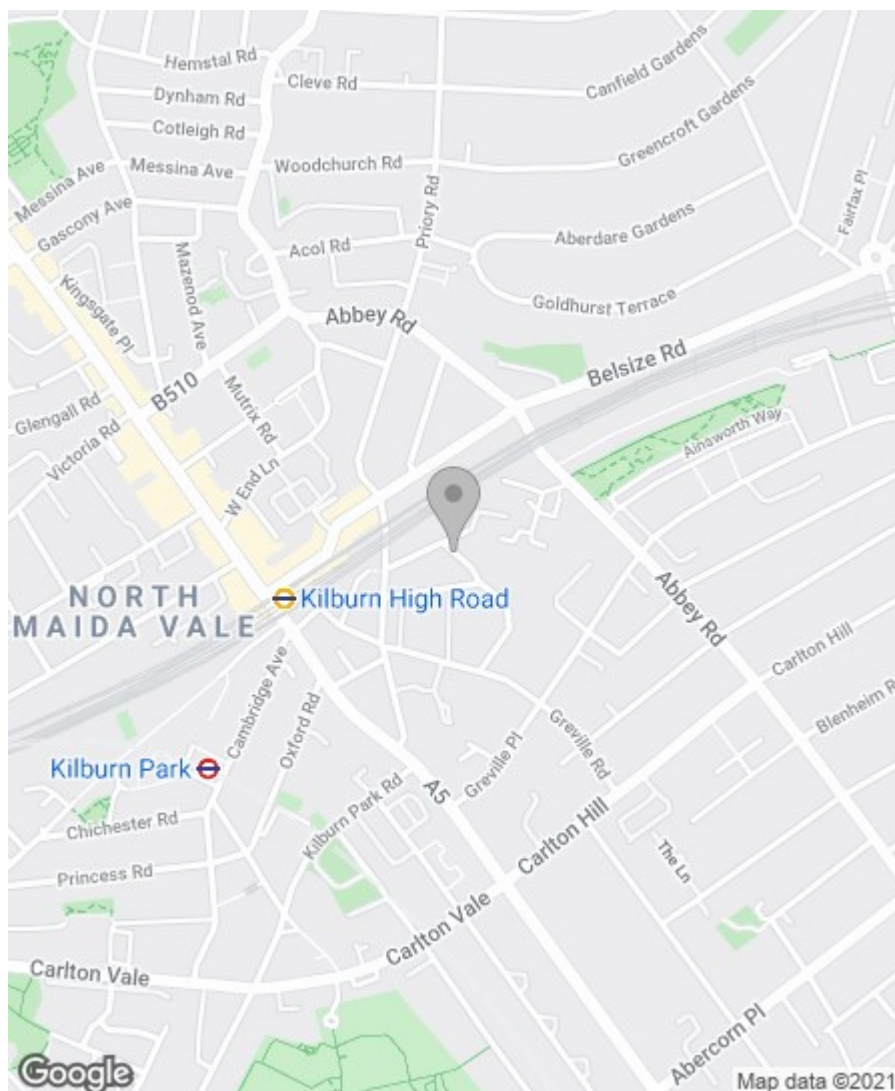 Hemstal Rd
Cleve Rd
Canfield Gardens
Dynham Rd
Cotleigh Rd
Greencroft Gardens
Messina Ave
Messina Ave
Woodchurch Rd
Gascony Ave
Priory Rd
Fairfax Pl
Aberdare Gardens
Acol Rd
Mazenod Ave
Kingsgate Pl
Goldhurst Terrace
Abbey Rd
Belsize Rd
B510
Mutrix Rd
Glengall Rd
Victoria Rd
Ainsworth Way
W End Ln
NORTH
MAIDA VALE
Kilburn High Road
Abbey Rd
Carlton Hill
Cambridge Ave
Oxford Rd
Greville Pl
Greville Rd
Blenheim R
Kilburn Park
A5
Kilburn Park Rd
Chichester Rd
Carlton Hill
The Ln
Princess Rd
Carlton Vale
Carlton Vale
Abercorn Pl
Google
Map data ©2021